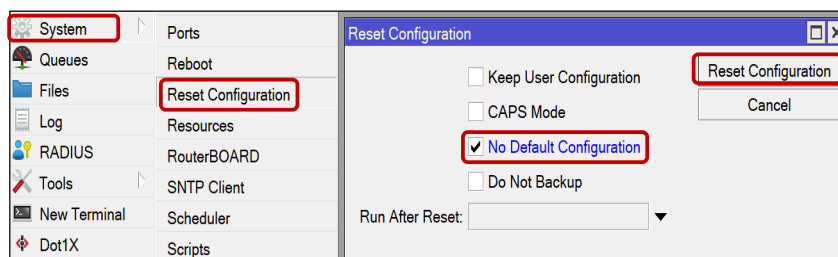 System
Queues
Files
Log
RADIUS
Tools
New Terminal
Dot1X
Ports
Reboot
Reset Configuration
Resources
RouterBOARD
SNTP Client
Scheduler
Scripts
Reset Configuration
Keep User Configuration
CAPS Mode
No Default Configuration
Do Not Backup
Run After Reset:
Reset Configuration
Cancel